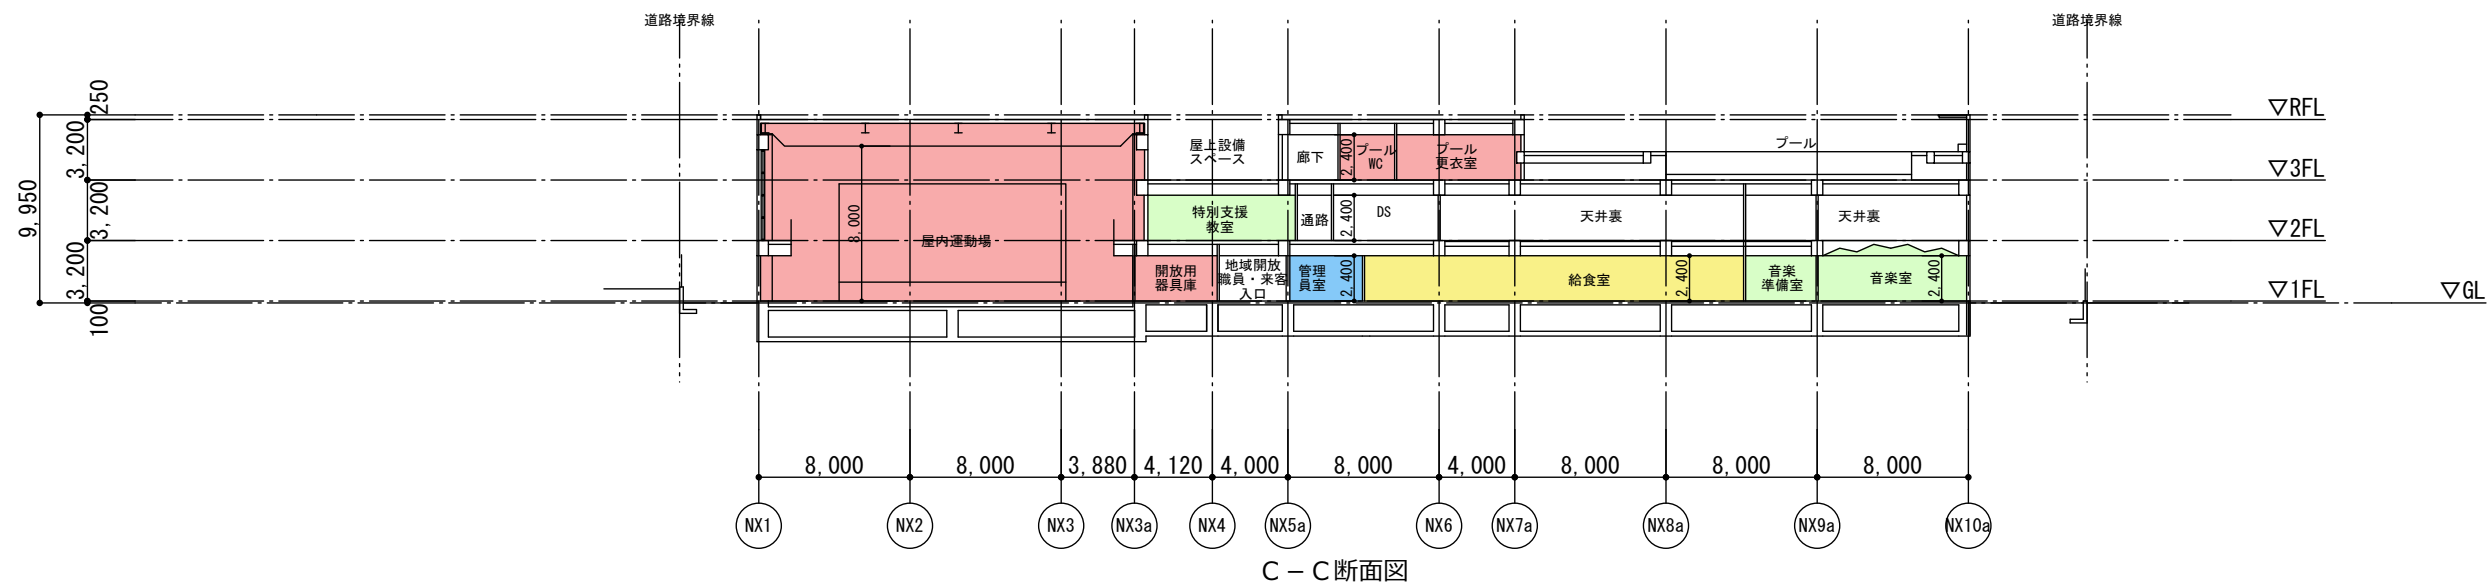 道路境界線
道路境界線
250
3,200
3,200
3,200
100
9,950
▽RFL
▽3FL
▽2FL
▽1FL
▽GL
屋上設備
スペース
廊下
2,400
プール
WC
プール
更衣室
プール
特別支援
教室
通路
2,400
DS
天井裏
天井裏
8,000
屋内運動場
開放用
器具庫
地域開放
職員・来客
入口
管理
員室
2,400
給食室
2,400
音楽
準備室
音楽室
2,400
8,000
8,000
3,880
4,120
4,000
8,000
4,000
8,000
8,000
8,000
NX1
NX2
NX3
NX3a
NX4
NX5a
NX6
NX7a
NX8a
NX9a
NX10a
C－C断面図